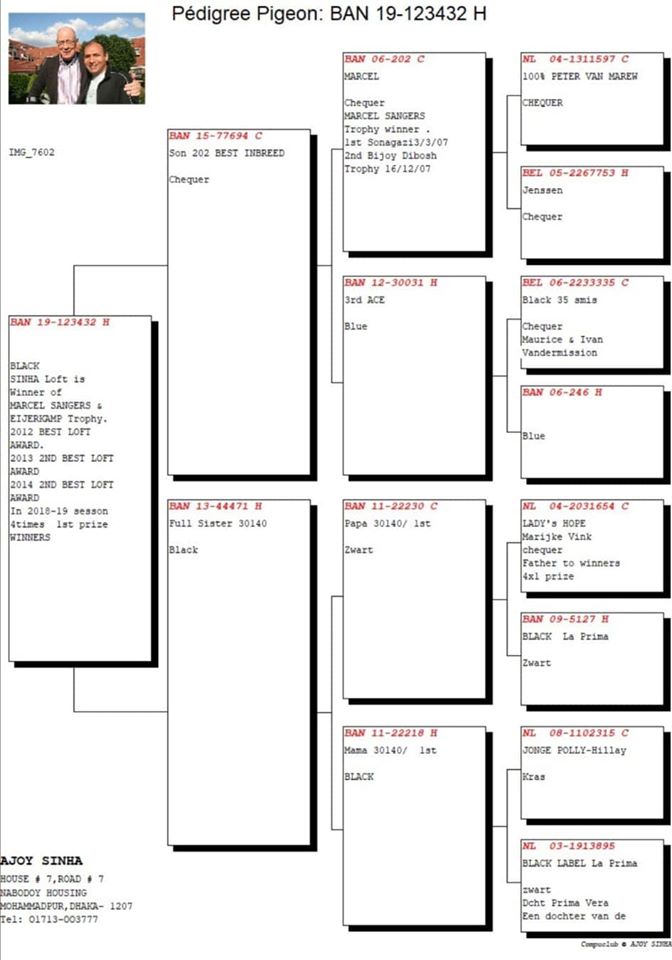 Pédigree Pigeon: BAN 19-123432 H
IMG_7602
BAN 19-123432 H
BLACK
SINHA Loft is
Winner of
MARCEL SANGERS &
EIJERKAMP Trophy.
2012 BEST LOFT
AWARD.
2013 2ND BEST LOFT
AWARD
2014 2ND BEST LOFT
AWARD
In 2018-19 sesson
4times 1st prize
WINNERS
BAN 15-77694 C
Son 202 BEST INBREED
Chequer
BAN 13-44471 H
Full Sister 30140
Black
BAN 06-202 C
MARCEL
Chequer
MARCEL SANGERS
Trophy winner .
1st Sonagazi3/3/07
2nd Bijoy Dibosh
Trophy 16/12/07
BAN 12-30031 H
3rd ACE
Blue
BAN 11-22230 C
Papa 30140/ 1st
Zwart
BAN 11-22218 H
Mama 30140/ 1st
BLACK
NL 04-1311597 C
100% PETER VAN MAREW
CHEQUER
BEL 05-2267753 H
Jenssen
Chequer
BEL 06-2233335 C
Black 35 smis
Chequer
Maurice & Ivan
Vandermission
BAN 06-246 H
Blue
NL 04-2031654 C
LADY's HOPE
Marijke Vink
chequer
Father to winners
4x1 prize
BAN 09-5127 H
BLACK La Prima
Zwart
NL 08-1102315 C
JONGE POLLY-Hillay
Kras
NL 03-1913895
BLACK LABEL La Prima
zwart
Dcht Prima Vera
Een dochter van de
AJOY SINHA
HOUSE # 7,ROAD # 7
NABODOY HOUSING
MOHAMMADPUR,DHAKA- 1207
Tel: 01713-003777
Compuclub © AJOY SINHA